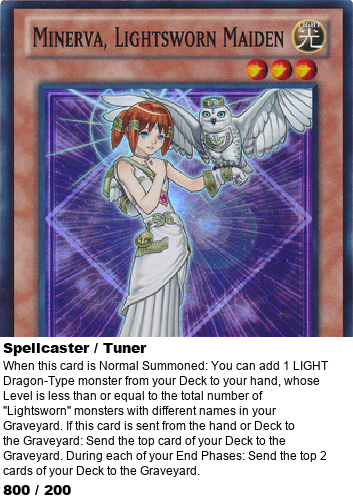 Minerva, Lightsworn Maiden
LIGHT
光
Spellcaster / Tuner
When this card is Normal Summoned: You can add 1 LIGHT
Dragon-Type monster from your Deck to your hand, whose
Level is less than or equal to the total number of
"Lightsworn" monsters with different names in your
Graveyard. If this card is sent from the hand or Deck to
the Graveyard: Send the top card of your Deck to the
Graveyard. During each of your End Phases: Send the top 2
cards of your Deck to the Graveyard.
800 / 200